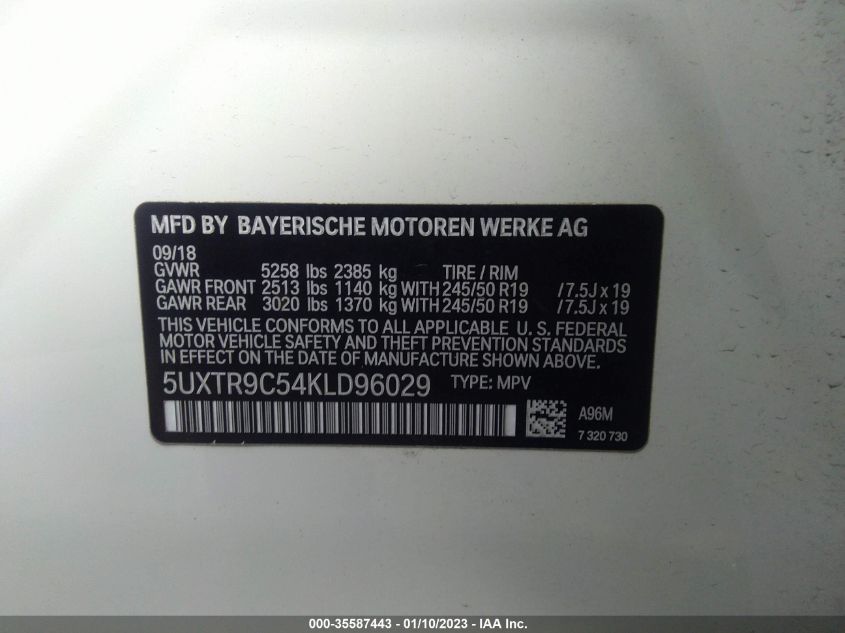 MFD BY BAYERISCHE MOTOREN WERKE AG
09/18
GVWR 5258 lbs 2385 kg TIRE / RIM
GAWR FRONT 2513 lbs 1140 kg WITH 245/50 R19 /7.5J x 19
GAWR REAR 3020 lbs 1370 kg WITH 245/50 R19 /7.5J x 19
THIS VEHICLE CONFORMS TO ALL APPLICABLE U. S. FEDERAL
MOTOR VEHICLE SAFETY AND THEFT PREVENTION STANDARDS
IN EFFECT ON THE DATE OF MANUFACTURE SHOWN ABOVE.
5UXTR9C54KLD96029 TYPE: MPV
A96M
7 320 730
000-35587443 - 01/10/2023 - IAA Inc.